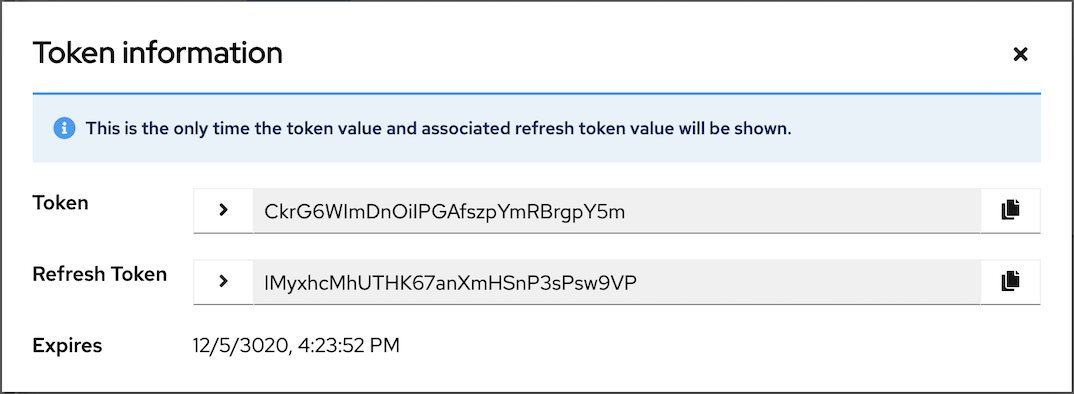 Token information
This is the only time the token value and associated refresh token value will be shown.
Token
CkrG6WImDnOiIPGAfszpYmRBrgpY5m
Refresh Token
IMyxhcMhUTHK67anXmHSnP3sPsw9VP
Expires
12/5/3020, 4:23:52 PM